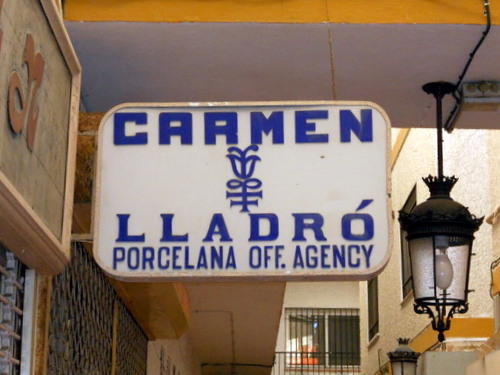 CARMEN
LLADRÓ
PORCELANA OFF. AGENCY